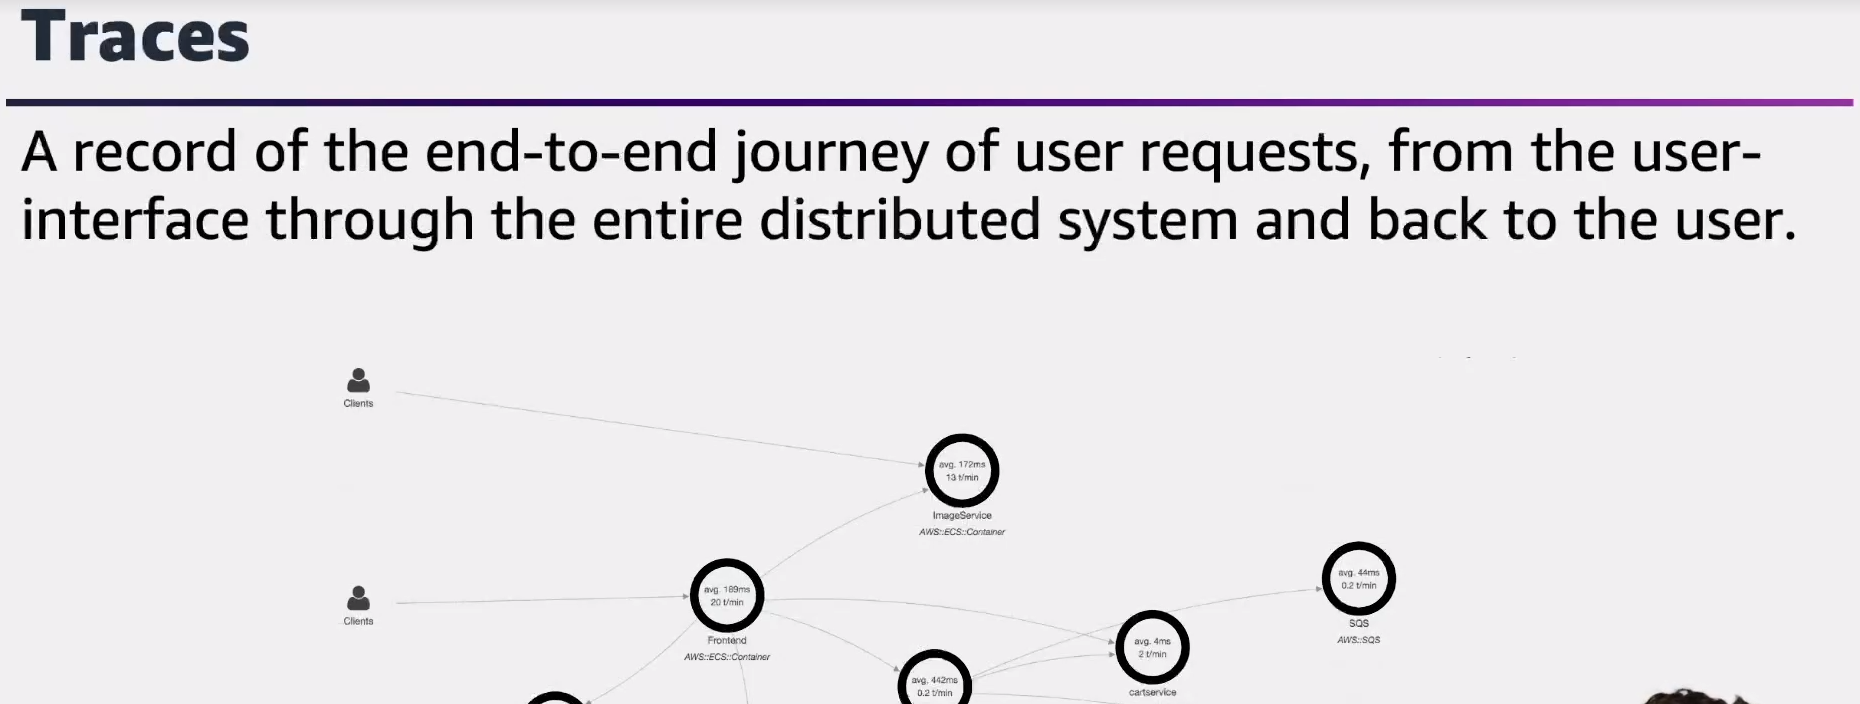 Traces
A record of the end-to-end journey of user requests, from the user-
interface through the entire distributed system and back to the user.
Clients
avg. 172ms
13 t/min
ImageService
AWS::ECS::Container
avg. 44ms
0.2 t/min
SQS
AWS::SQS
avg. 189ms
20 t/min
Frontend
AWS::ECS::Container
Clients
avg. 4ms
2 t/min
cartservice
avg. 442ms
0.2 t/min